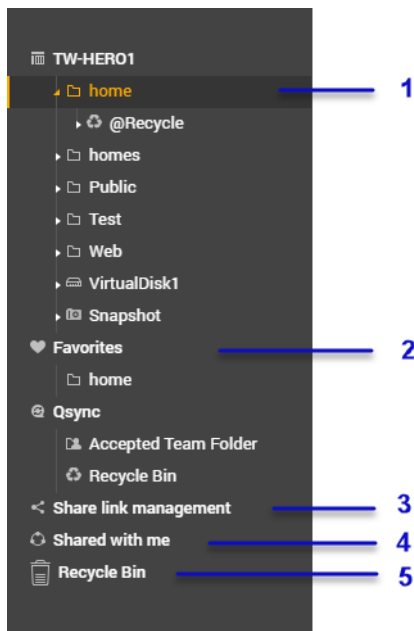 TW-HERO1
home 1
@Recycle
homes
Public
Test
Web
VirtualDisk1
Snapshot
Favorites 2
home
Qsync
Accepted Team Folder
Recycle Bin
Share link management 3
Shared with me 4
Recycle Bin 5